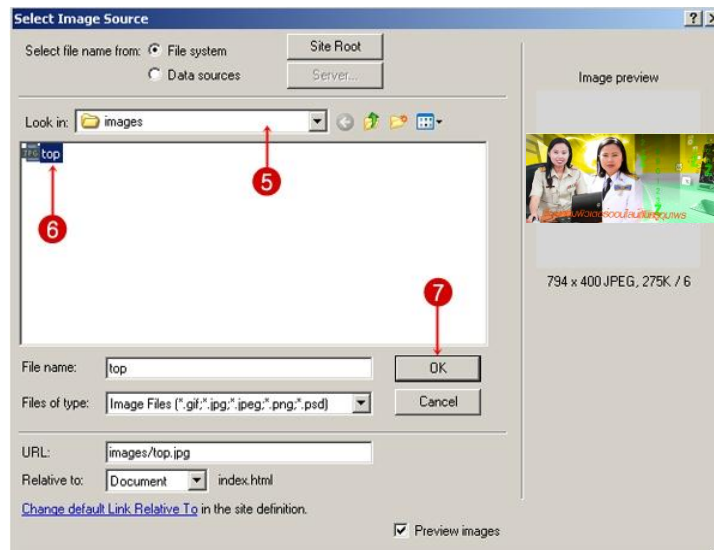 Select Image Source
Select file name from: File system
Site Root
Data sources
Server...
Image preview
Look in: images
JPG top
5
6
7
794 x 400 JPEG, 275K / 6
File name: top
OK
Files of type: Image Files (*.gif;*.jpg;*.jpeg;*.png;*.psd)
Cancel
URL: images/top.jpg
Relative to: Document index.html
Change default Link Relative To in the site definition.
Preview images